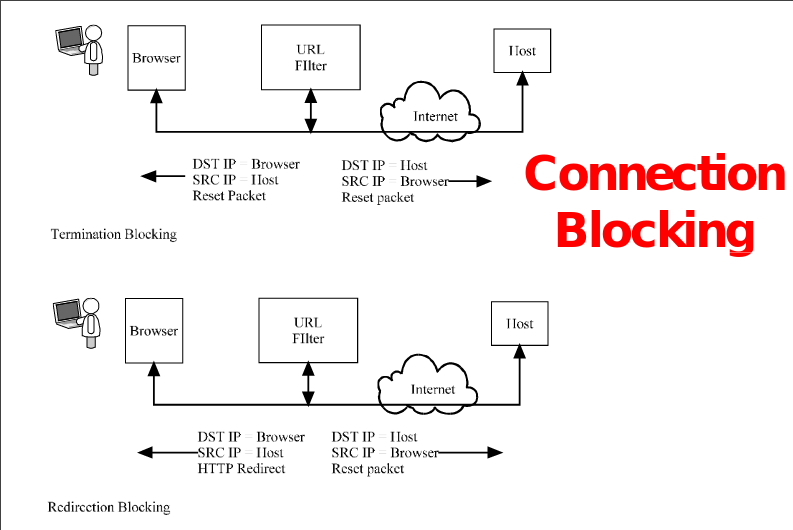 Browser
URL
FIlter
Host
Internet
DST IP = Browser
SRC IP = Host
Reset Packet
DST IP = Host
SRC IP = Browser
Reset packet
Termination Blocking
Connection
Blocking
Browser
URL
FIlter
Host
Internet
DST IP = Browser
SRC IP = Host
HTTP Redirect
DST IP = Host
SRC IP = Browser
Reset packet
Redirection Blocking